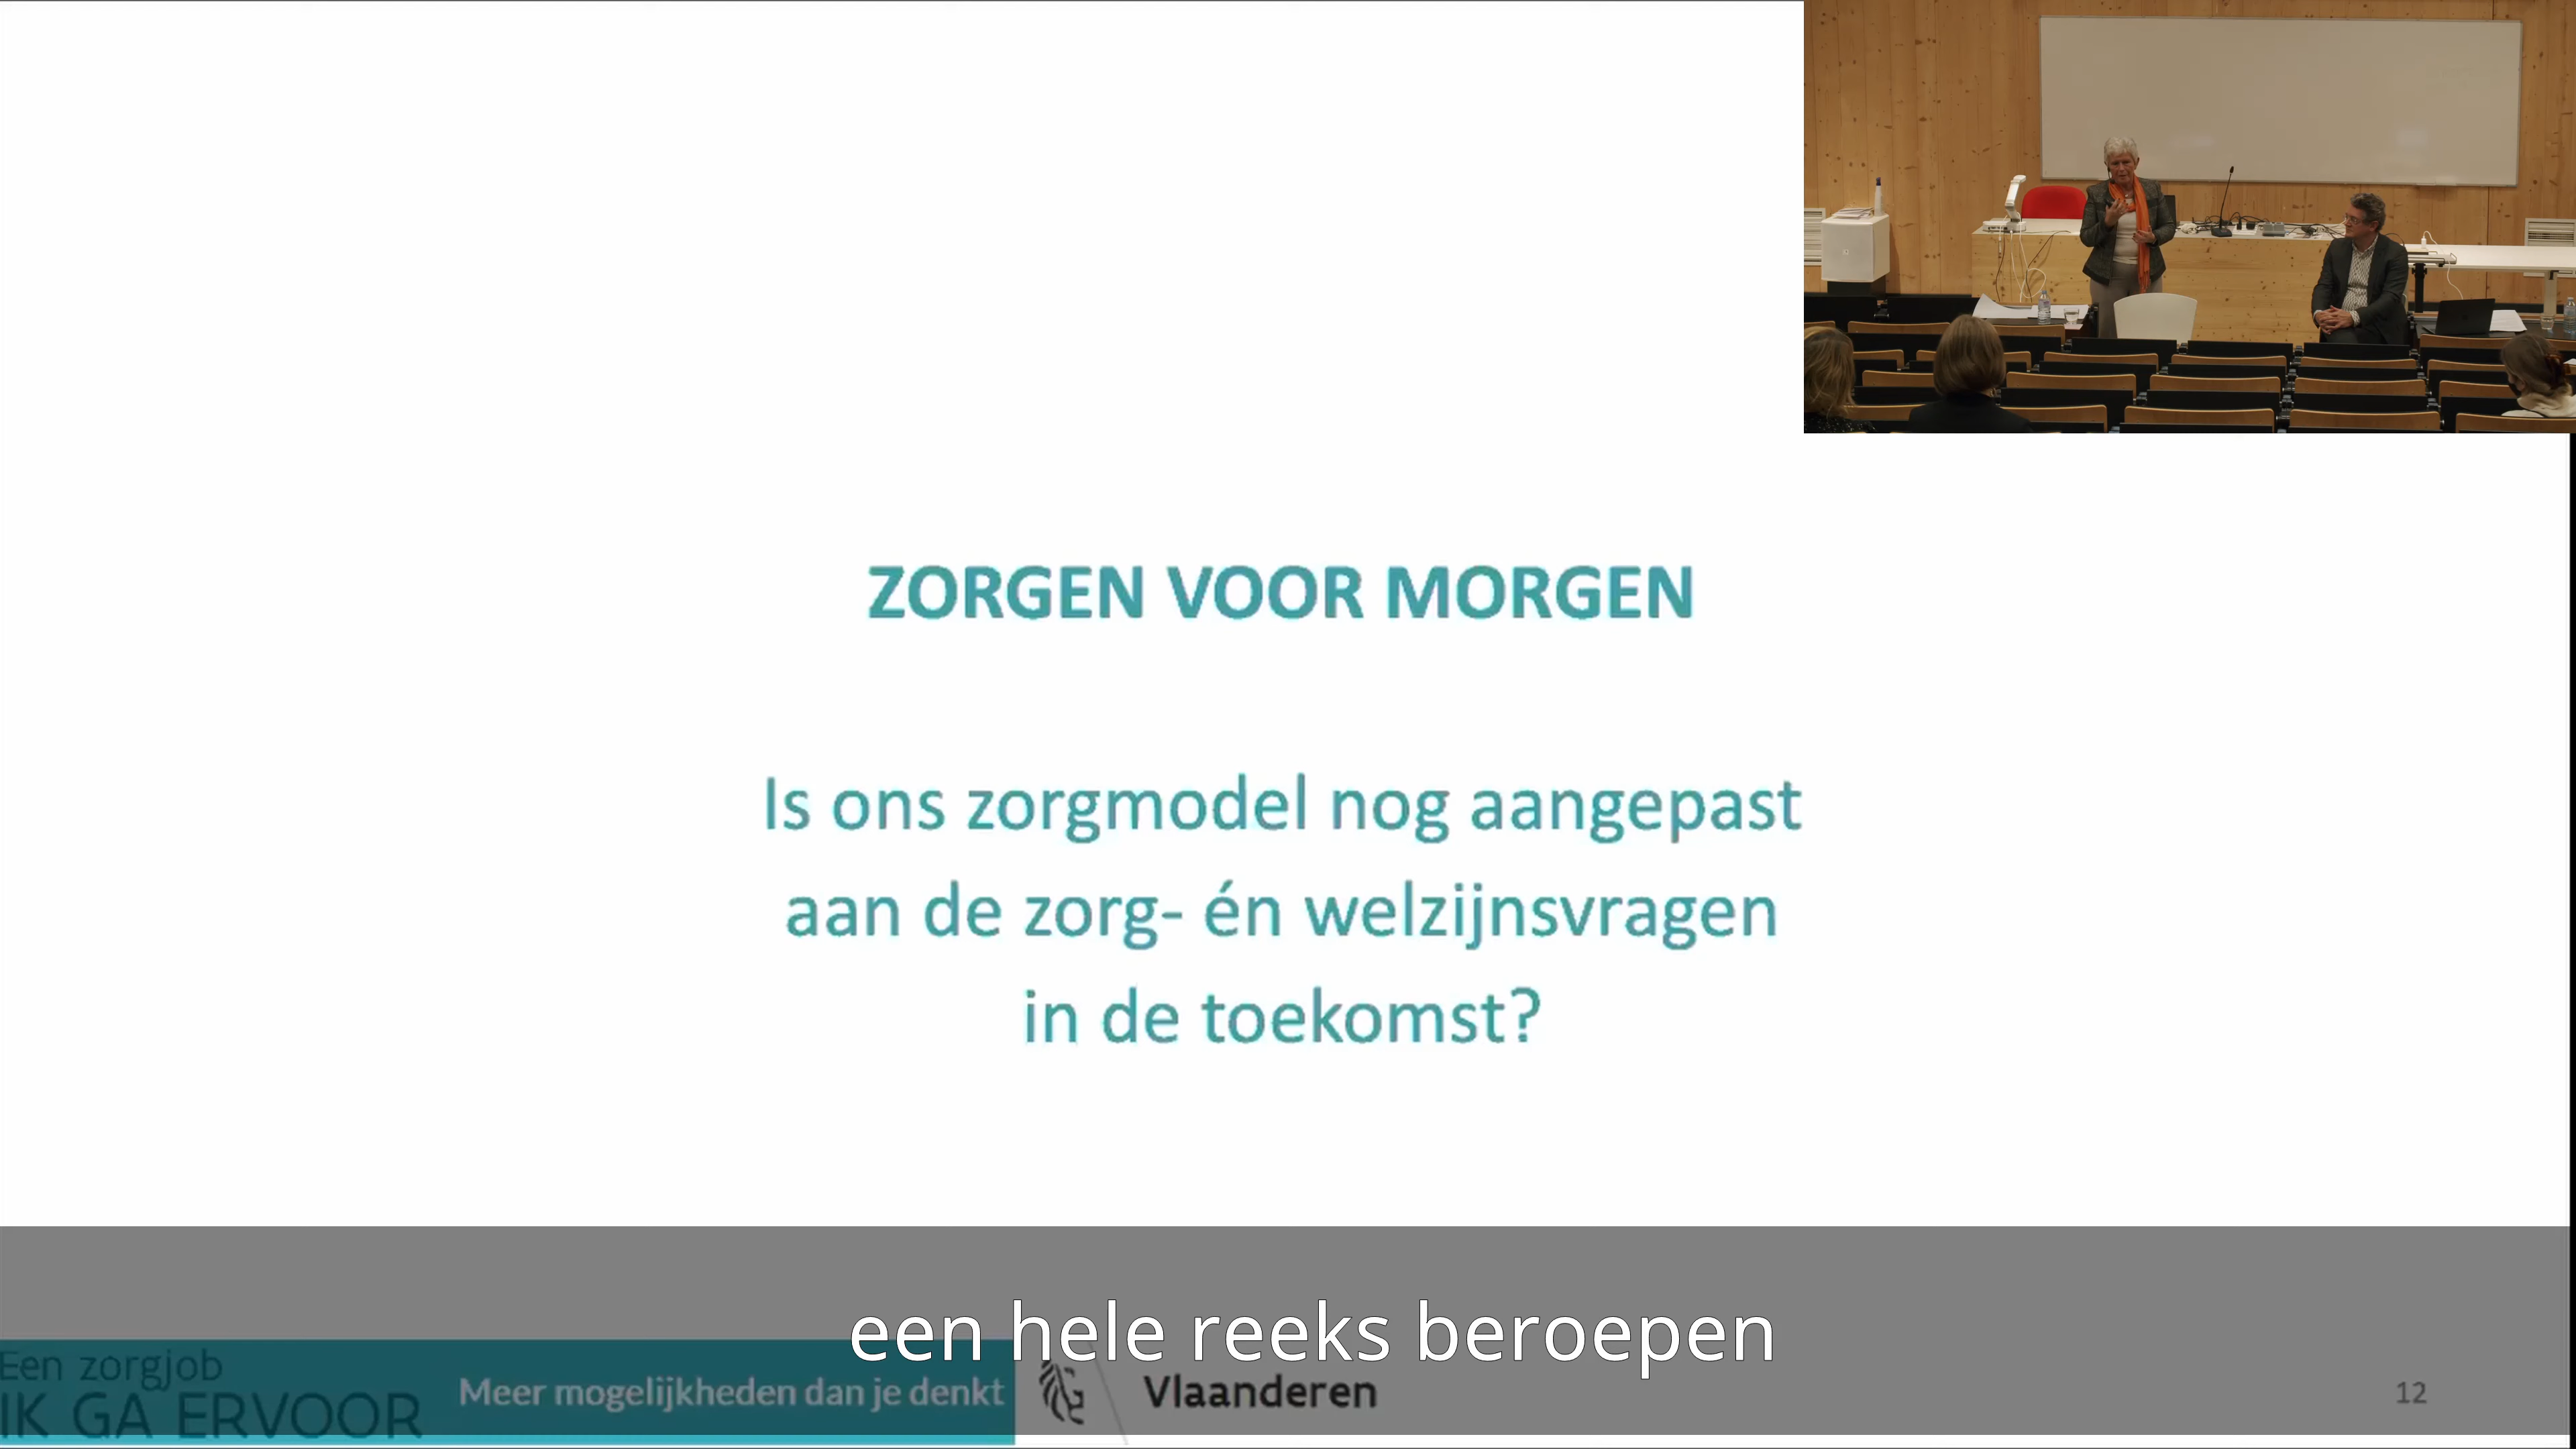 ZORGEN VOOR MORGEN
Is ons zorgmodel nog aangepast
aan de zorg- én welzijnsvragen
in de toekomst?
een hele reeks beroepen
Een zorgjob
IK GA ERVOOR
Meer mogelijkheden dan je denkt
Vlaanderen
12